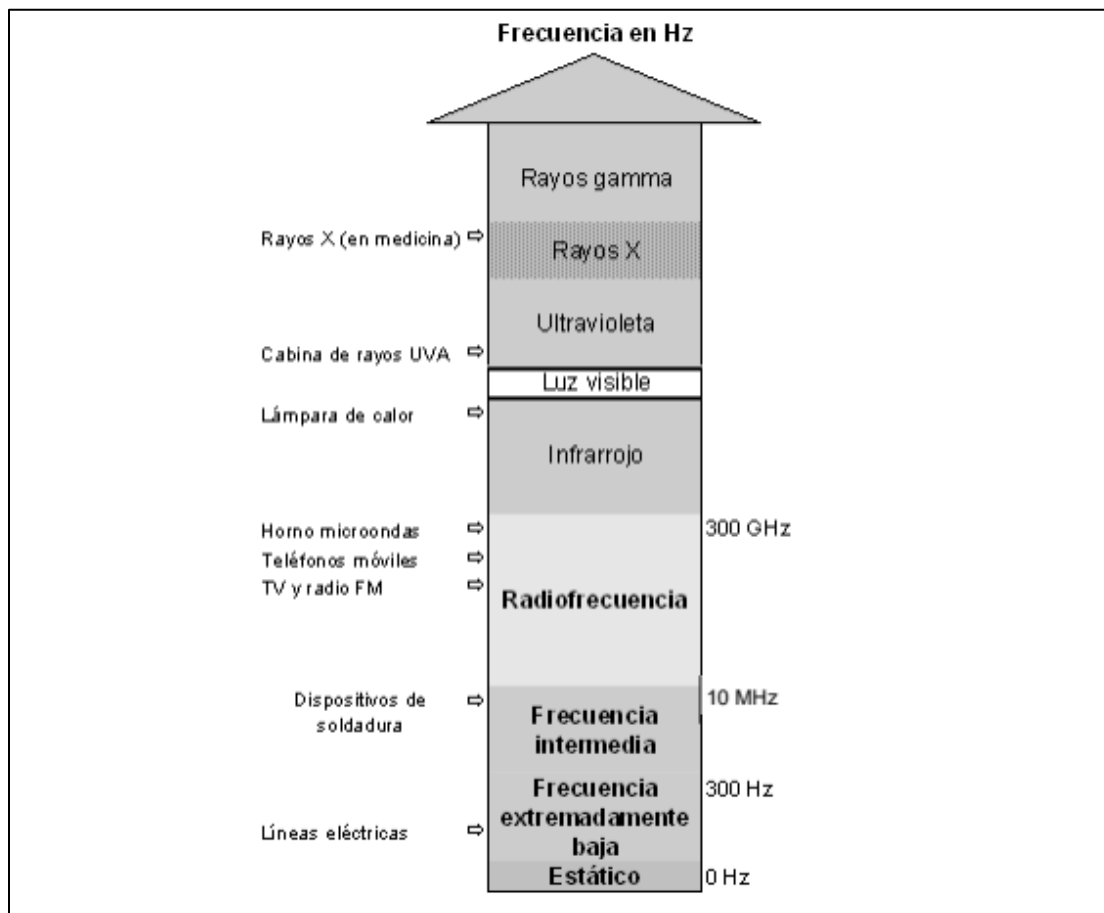 Frecuencia en Hz
Rayos gamma
Rayos X (en medicina)
Rayos X
Ultravioleta
Cabina de rayos UVA
Luz visible
Lámpara de calor
Infrarrojo
Horno microondas
300 GHz
Teléfonos móviles
TV y radio FM
Radiofrecuencia
Dispositivos de
soldadura
10 MHz
Frecuencia
intermedia
Frecuencia
extremadamente
baja
300 Hz
Líneas eléctricas
Estático
0 Hz